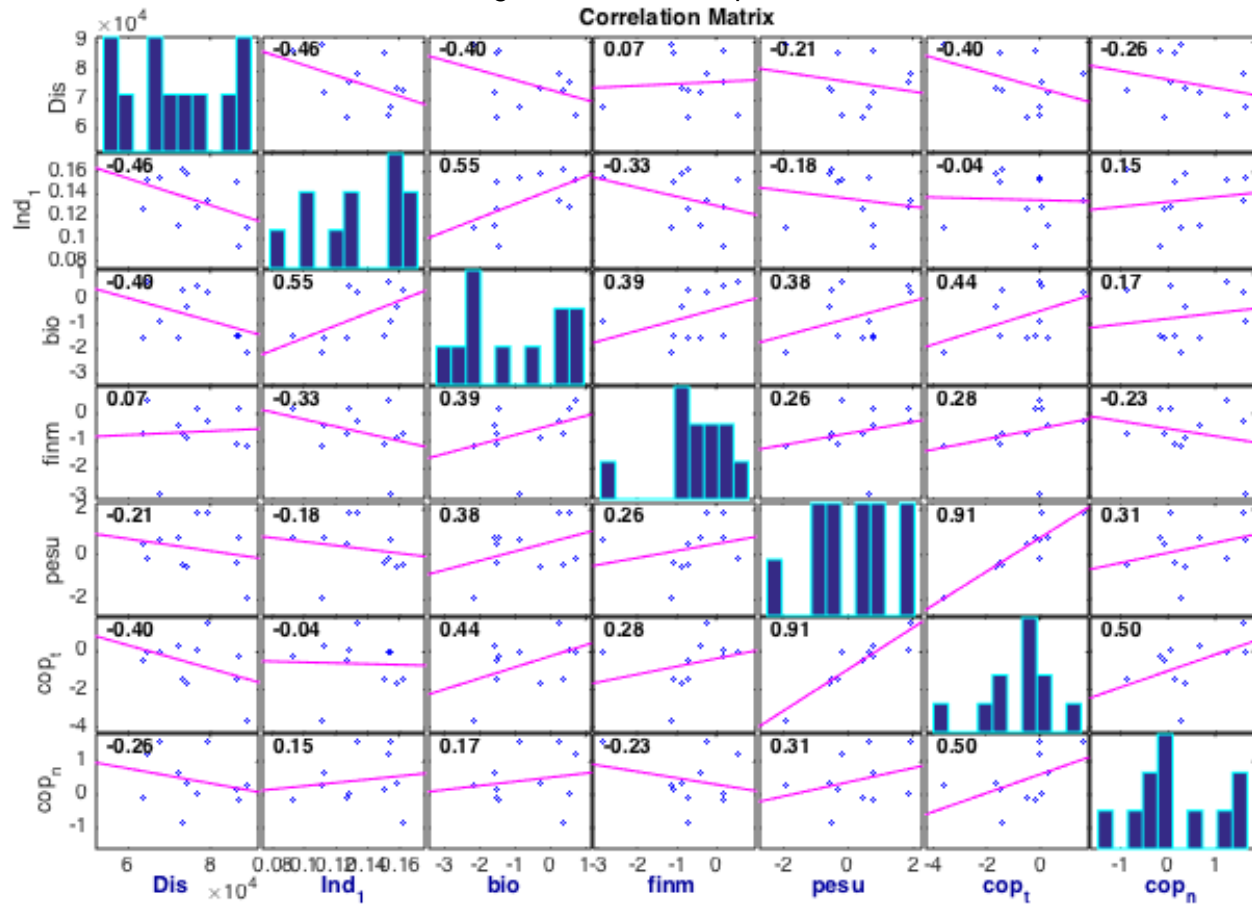 Correlation Matrix
×10⁴
Dis 9 8 7 6 -0.46 -0.40 0.07 -0.21 -0.40 -0.26
Ind₁ 0.16 0.14 0.12 0.1 0.08 -0.46 0.55 -0.33 -0.18 -0.04 0.15
bio 1 0 -1 -2 -3 -0.40 0.55 0.39 0.38 0.44 0.17
finm 0 -1 -2 -3 0.07 -0.33 0.39 0.26 0.28 -0.23
pesu 2 0 -2 -0.21 -0.18 0.38 0.26 0.91 0.31
cop_t 0 -2 -4 -0.40 -0.04 0.44 0.28 0.91 0.50
cop_n 1 0 -1 -0.26 0.15 0.17 -0.23 0.31 0.50
6 8 0.08 0.1 0.12 0.14 0.16 -3 -2 -1 0 1 -3 -2 -1 0 -2 0 2 -4 -2 0 -1 0 1
Dis ×10⁴ Ind₁ bio finm pesu cop_t cop_n